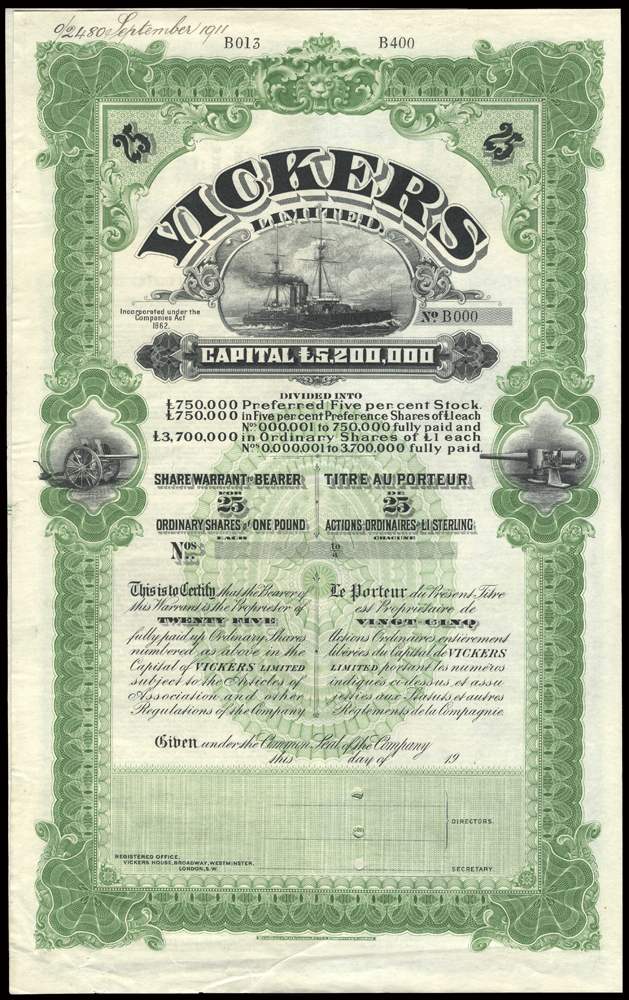 o/2480 September 1911
B013 B400
25 25
VICKERS
LIMITED.
Incorporated under the
Companies Act
1862.
No B000
CAPITAL £5,200,000
DIVIDED INTO
£750,000 Preferred Five per cent Stock.
£750,000 in Five per cent Preference Shares of £1 each
Nos 000,001 to 750,000 fully paid and
£3,700,000 in Ordinary Shares of £1 each
Nos 0,000,001 to 3,700,000 fully paid.
SHARE WARRANT to BEARER
FOR
25
ORDINARY SHARES of ONE POUND
EACH
TITRE AU PORTEUR
DE
25
ACTIONS ORDINAIRES de £1 STERLING
CHACUNE
Nos to
à
This is to Certify that the Bearer of
this Warrant is the Proprietor of
TWENTY FIVE
fully paid up Ordinary Shares
numbered as above in the
Capital of VICKERS LIMITED
subject to the Articles of
Association and other
Regulations of the Company
Le Porteur du Présent Titre
est Propriétaire de
VINGT-CINQ
Actions Ordinaires entièrement
libérées du Capital de VICKERS
LIMITED portant les numéros
indiqués ci-dessus et assu
jetties aux Statuts et autres
Règlements de la Compagnie.
Given under the Common Seal of the Company
this day of 19
DIRECTORS.
REGISTERED OFFICE,
VICKERS HOUSE, BROADWAY, WESTMINSTER,
LONDON, S.W.
SECRETARY